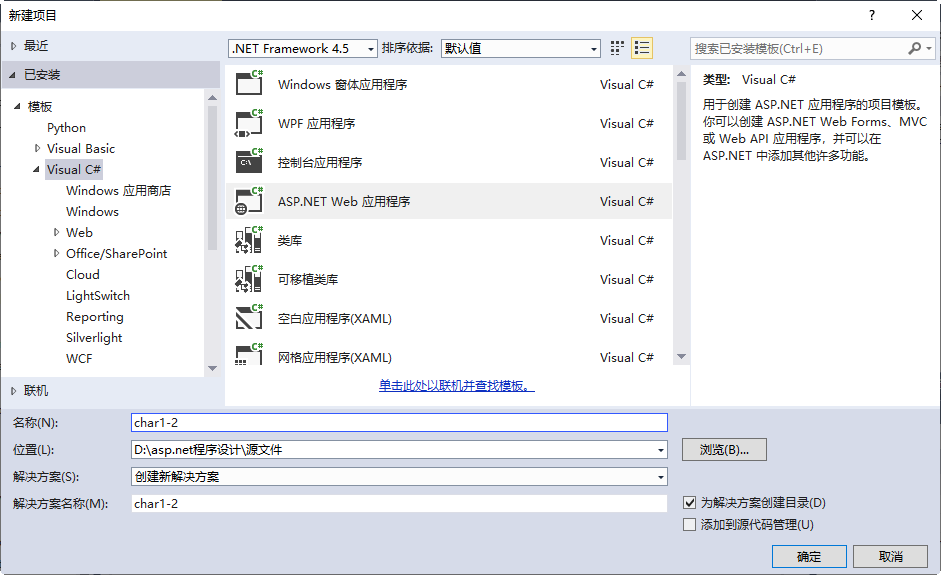 新建项目
?
最近
.NET Framework 4.5
排序依据:
默认值
搜索已安装模板(Ctrl+E)
已安装
模板
Python
Visual Basic
Visual C#
Windows 应用商店
Windows
Web
Office/SharePoint
Cloud
LightSwitch
Reporting
Silverlight
WCF
联机
Windows 窗体应用程序 Visual C#
WPF 应用程序 Visual C#
控制台应用程序 Visual C#
ASP.NET Web 应用程序 Visual C#
类库 Visual C#
可移植类库 Visual C#
空白应用程序(XAML) Visual C#
网格应用程序(XAML) Visual C#
单击此处以联机并查找模板。
类型: Visual C#
用于创建 ASP.NET 应用程序的项目模板。
你可以创建 ASP.NET Web Forms、MVC
或 Web API 应用程序，并可以在
ASP.NET 中添加其他许多功能。
名称(N): char1-2
位置(L): D:\asp.net程序设计\源文件 浏览(B)...
解决方案(S): 创建新解决方案
解决方案名称(M): char1-2
为解决方案创建目录(D)
添加到源代码管理(U)
确定 取消